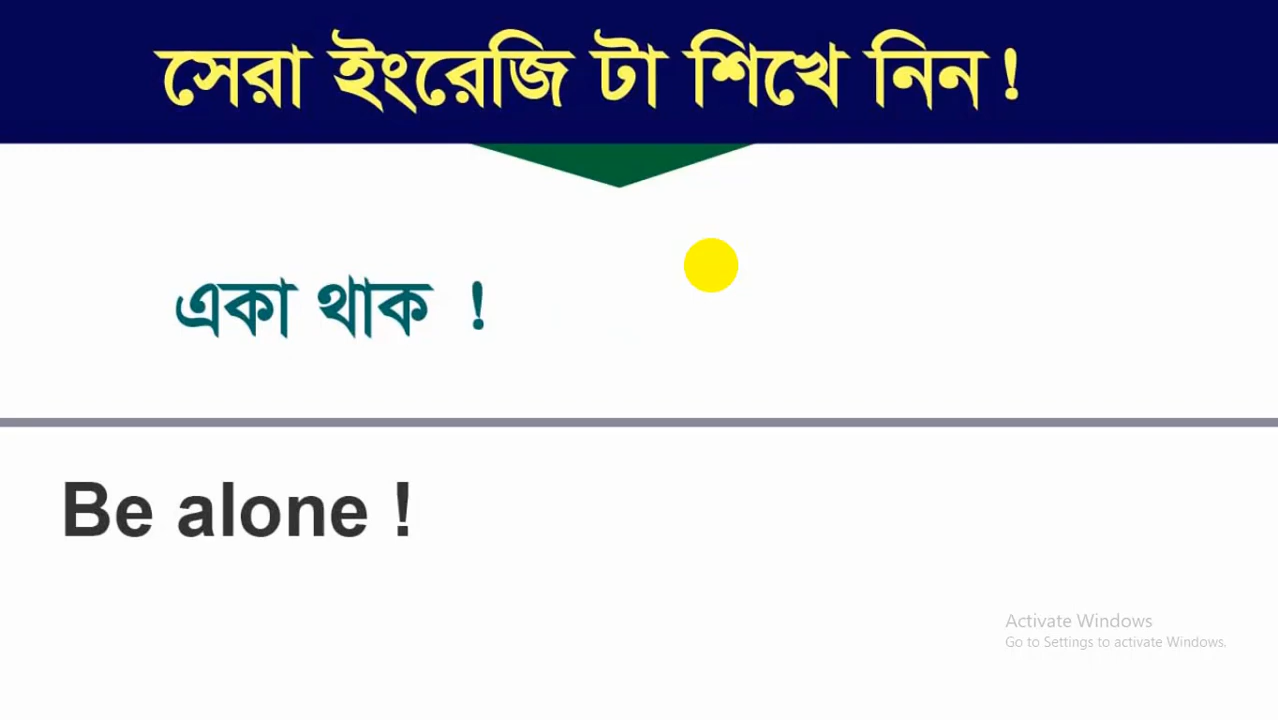 সেরা ইংরেজি টা শিখে নিন!
একা থাক !
Be alone !
Activate Windows
Go to Settings to activate Windows.